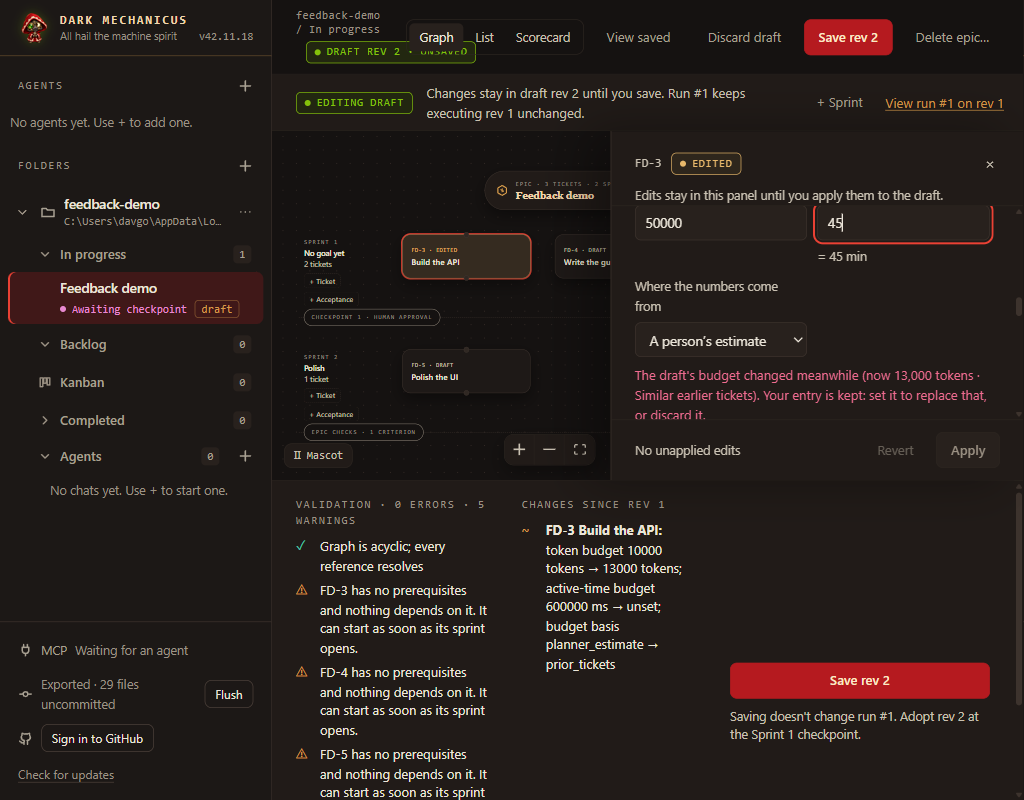 DARK MECHANICUS
All hail the machine spirit v42.11.18
AGENTS
No agents yet. Use + to add one.
FOLDERS
feedback-demo
C:\Users\davgo\AppData\Lo…
In progress 1
Feedback demo
Awaiting checkpoint draft
Backlog 0
Kanban 0
Completed 0
Agents 0
No chats yet. Use + to start one.
MCP Waiting for an agent
Exported · 29 files
uncommitted
Flush
Sign in to GitHub
Check for updates
feedback-demo
/ In progress
DRAFT REV 2 · UNSAVED
Graph List Scorecard View saved Discard draft Save rev 2 Delete epic…
EDITING DRAFT
Changes stay in draft rev 2 until you save. Run #1 keeps
executing rev 1 unchanged.
+ Sprint View run #1 on rev 1
EPIC · 3 TICKETS · 2 SP
Feedback demo
SPRINT 1
No goal yet
2 tickets
+ Ticket
+ Acceptance
FD-3 · EDITED
Build the API
FD-4 · DRAFT
Write the gu
CHECKPOINT 1 · HUMAN APPROVAL
SPRINT 2
Polish
1 ticket
+ Ticket
+ Acceptance
FD-5 · DRAFT
Polish the UI
EPIC CHECKS · 1 CRITERION
Mascot
FD-3 EDITED
Edits stay in this panel until you apply them to the draft.
50000 45
= 45 min
Where the numbers come
from
A person's estimate
The draft's budget changed meanwhile (now 13,000 tokens ·
Similar earlier tickets). Your entry is kept: set it to replace that,
or discard it.
No unapplied edits Revert Apply
VALIDATION · 0 ERRORS · 5
WARNINGS
Graph is acyclic; every
reference resolves
FD-3 has no prerequisites
and nothing depends on it. It
can start as soon as its sprint
opens.
FD-4 has no prerequisites
and nothing depends on it. It
can start as soon as its sprint
opens.
FD-5 has no prerequisites
and nothing depends on it. It
can start as soon as its sprint
CHANGES SINCE REV 1
~ FD-3 Build the API:
token budget 10000
tokens → 13000 tokens;
active-time budget
600000 ms → unset;
budget basis
planner_estimate →
prior_tickets
Save rev 2
Saving doesn't change run #1. Adopt rev 2 at
the Sprint 1 checkpoint.